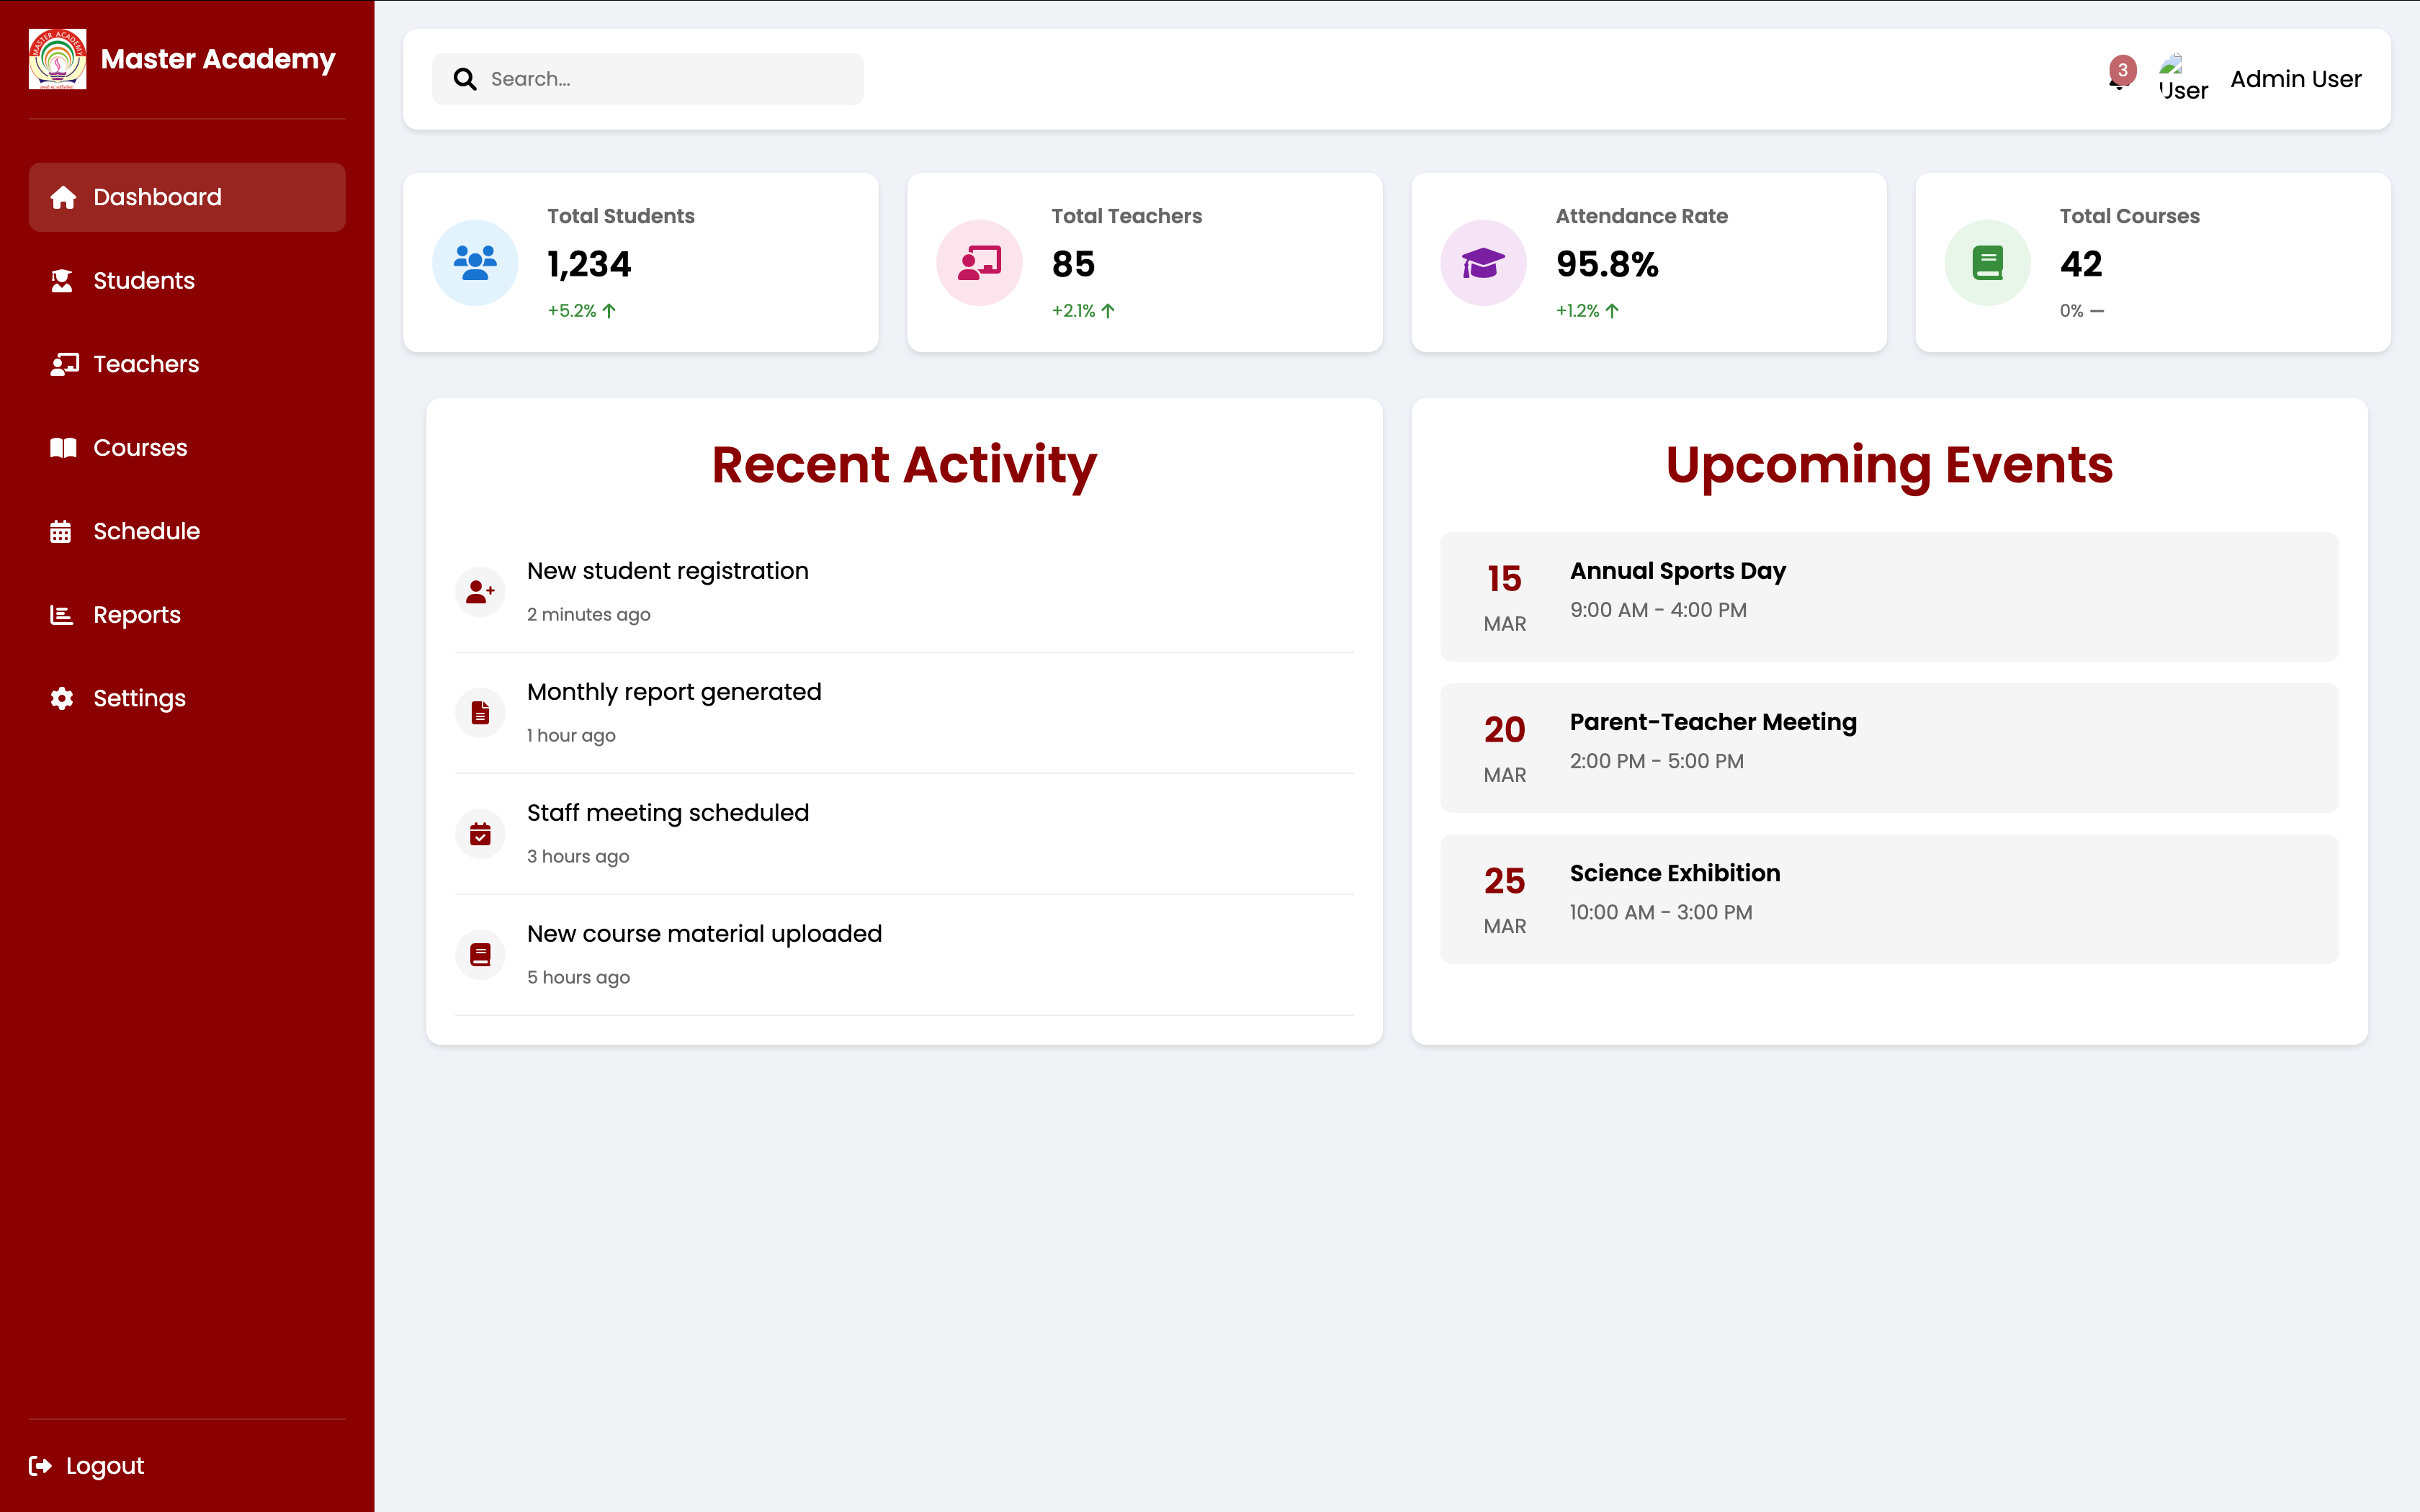 MASTER ACADEMY
Master Academy
Dashboard
Students
Teachers
Courses
Schedule
Reports
Settings
Logout
Search...
3
User
Admin User
Total Students
1,234
+5.2%
Total Teachers
85
+2.1%
Attendance Rate
95.8%
+1.2%
Total Courses
42
0%
Recent Activity
New student registration
2 minutes ago
Monthly report generated
1 hour ago
Staff meeting scheduled
3 hours ago
New course material uploaded
5 hours ago
Upcoming Events
15
MAR
Annual Sports Day
9:00 AM - 4:00 PM
20
MAR
Parent-Teacher Meeting
2:00 PM - 5:00 PM
25
MAR
Science Exhibition
10:00 AM - 3:00 PM